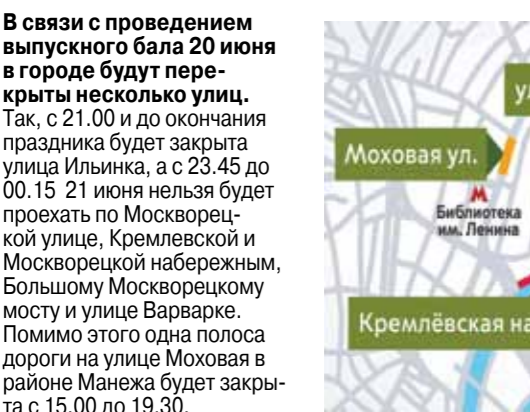 В связи с проведением
выпускного бала 20 июня
в городе будут пере-
крыты несколько улиц.
Так, с 21.00 и до окончания
праздника будет закрыта
улица Ильинка, а с 23.45 до
00.15 21 июня нельзя будет
проехать по Москворец-
кой улице, Кремлевской и
Москворецкой набережным,
Большому Москворецкому
мосту и улице Варварке.
Помимо этого одна полоса
дороги на улице Моховая в
районе Манежа будет закры-
та с 15.00 до 19.30.
ул
Моховая ул.
М
Библиотека
им. Ленина
Кремлёвская на